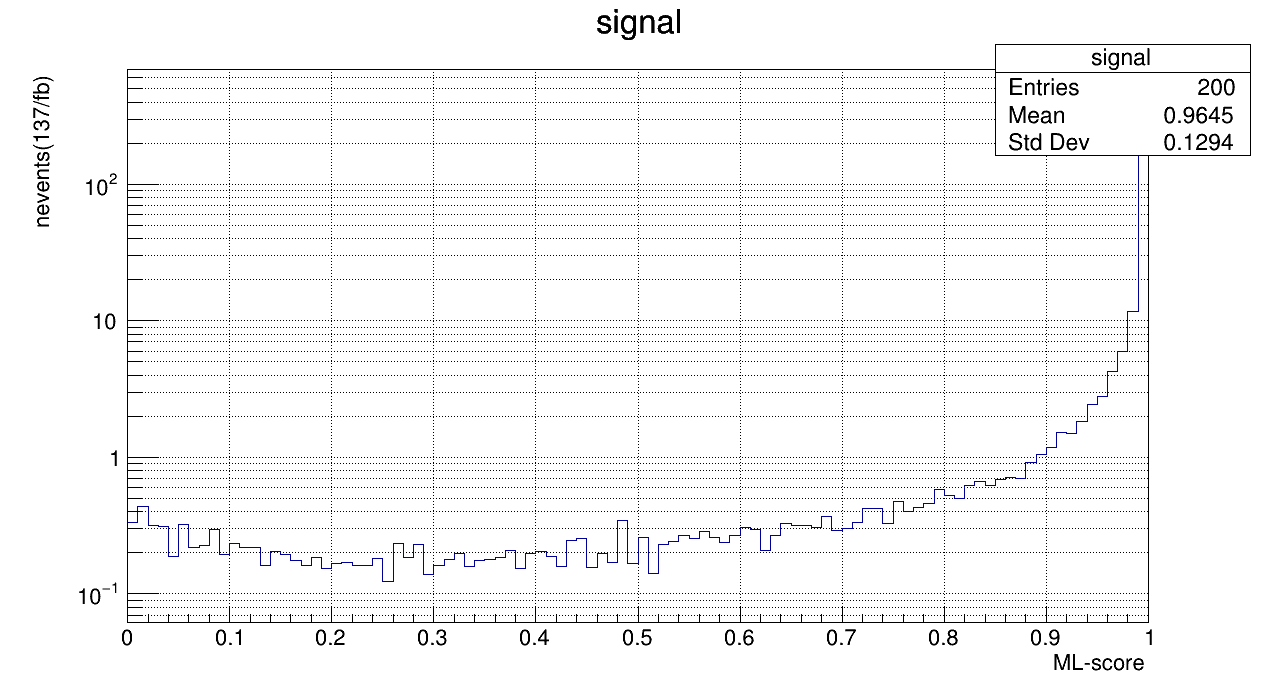 signal
signal
Entries 200
Mean 0.9645
Std Dev 0.1294
nevents(137/fb)
10²
10
1
10⁻¹
0 0.1 0.2 0.3 0.4 0.5 0.6 0.7 0.8 0.9 1
ML-score